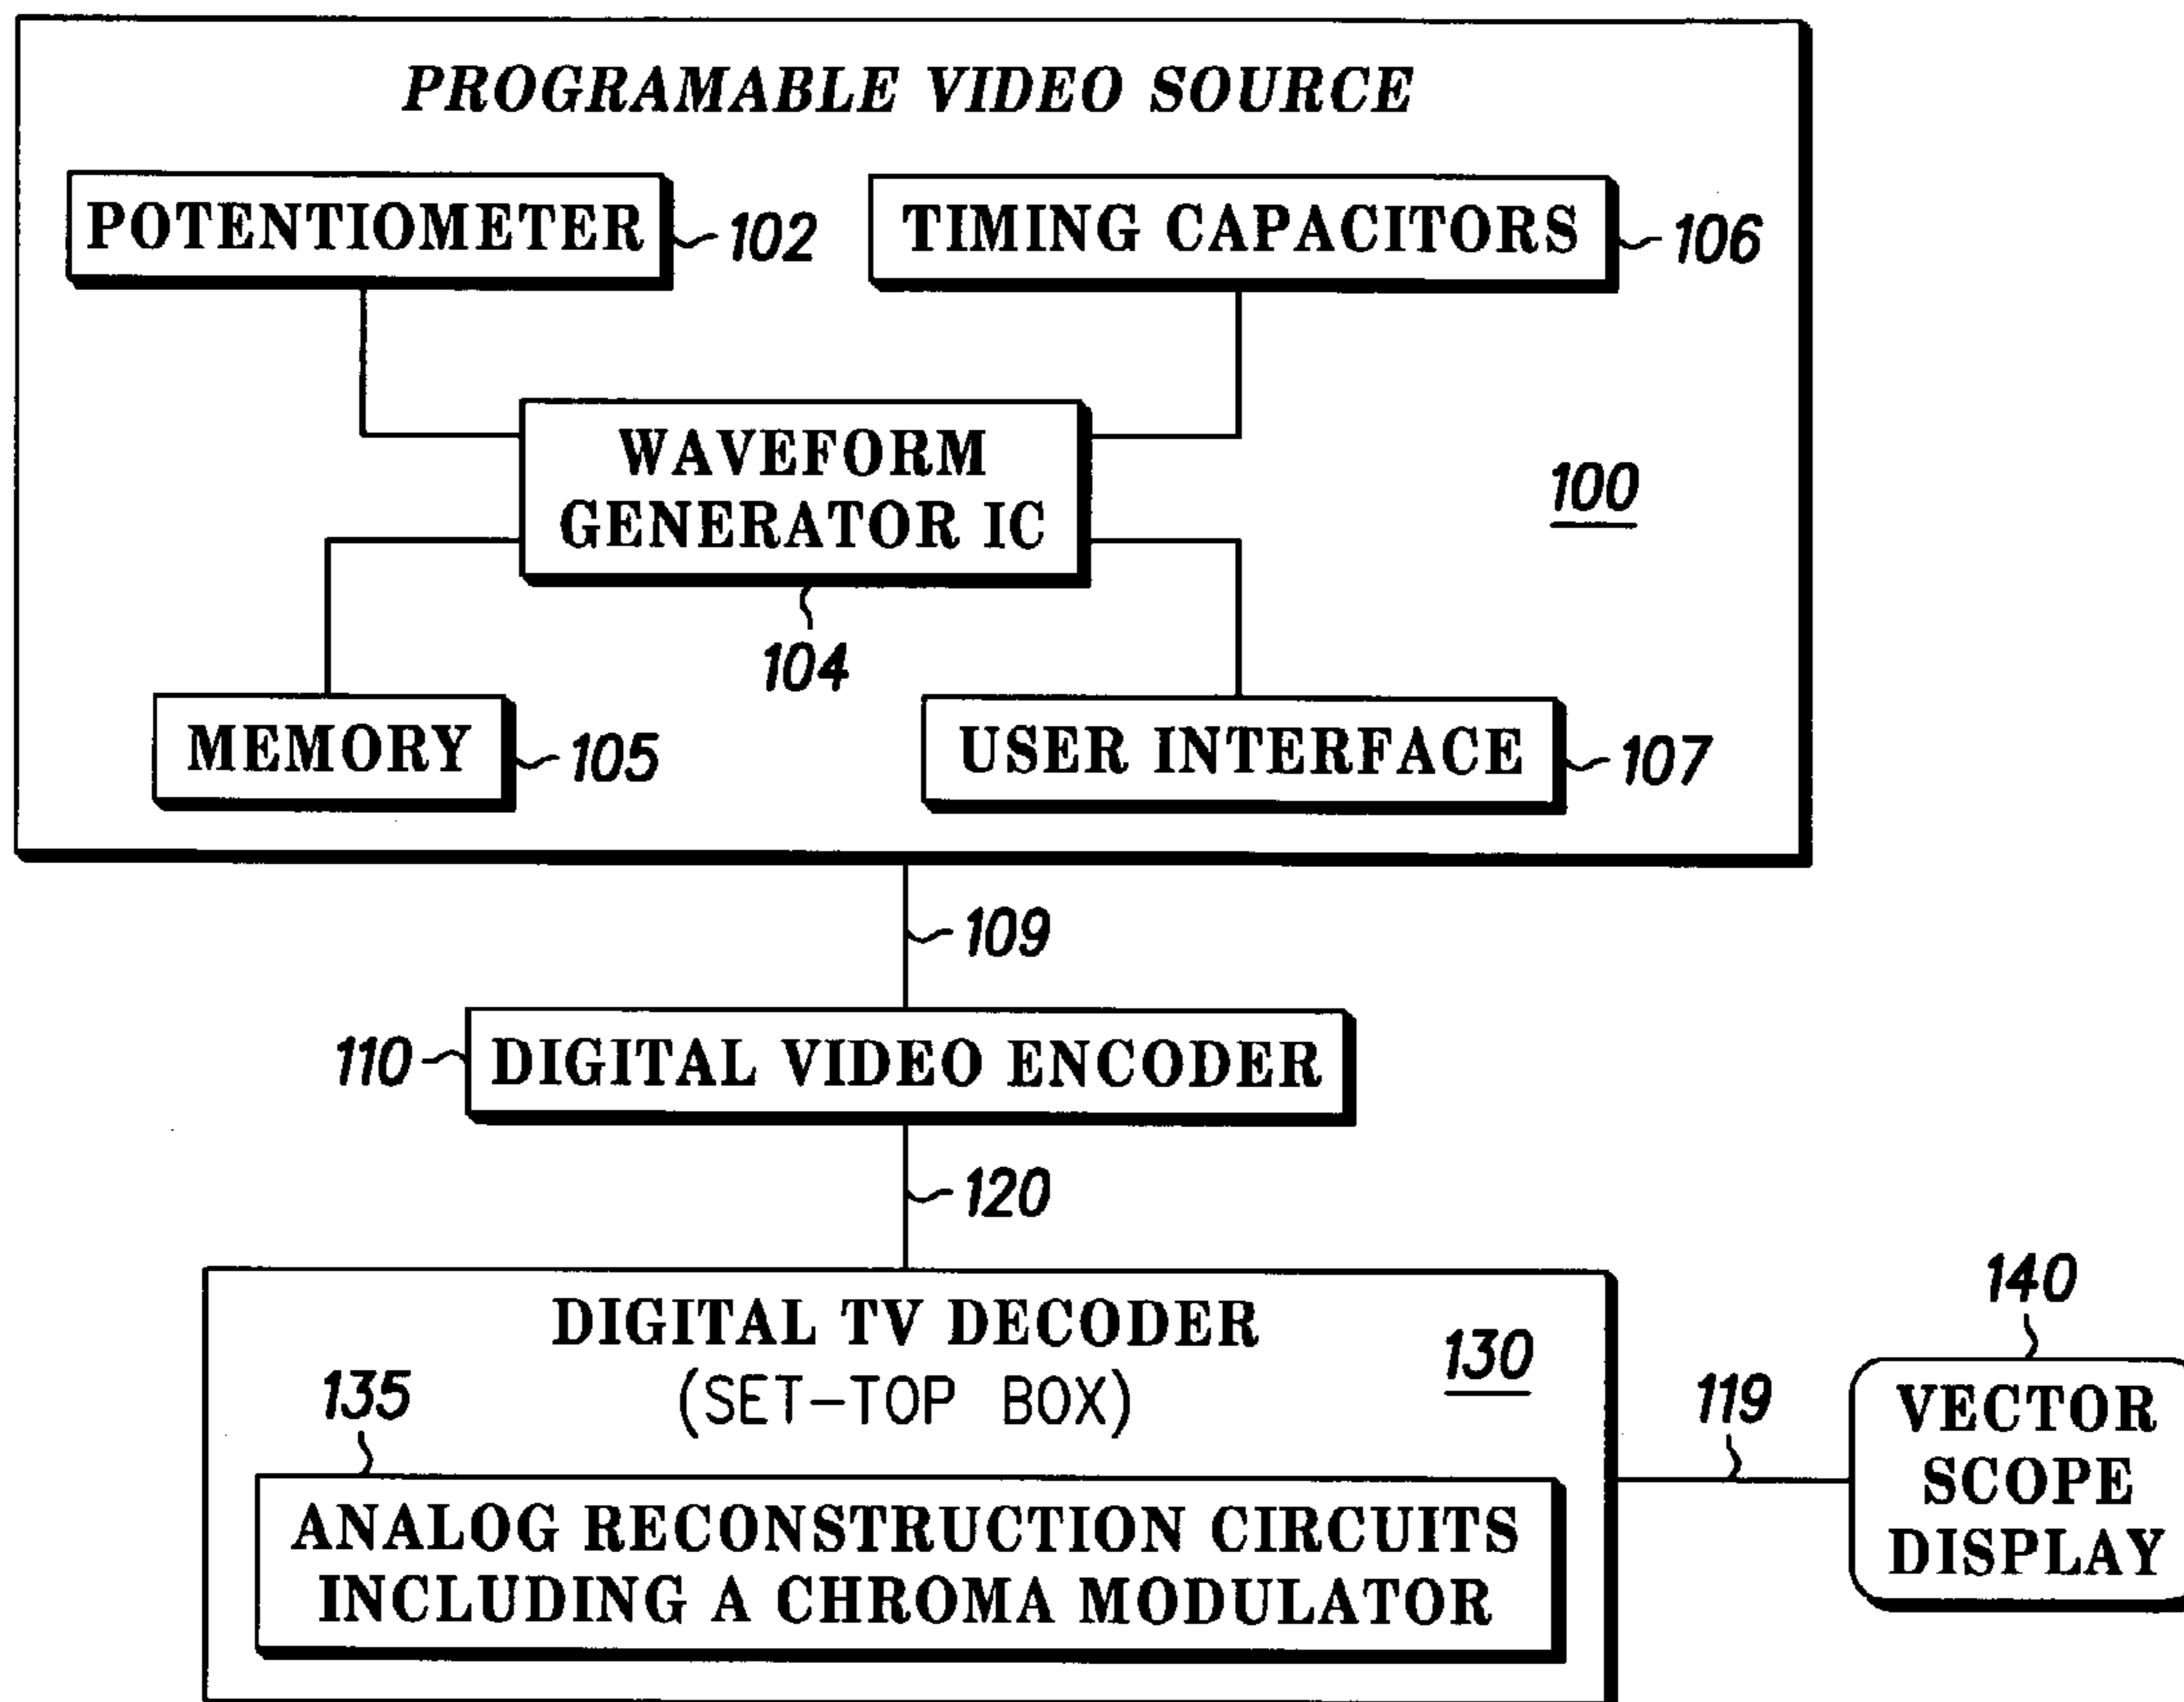 PROGRAMABLE VIDEO SOURCE
POTENTIOMETER
102
TIMING CAPACITORS
106
WAVEFORM
GENERATOR IC
100
104
MEMORY
105
USER INTERFACE
107
109
110
DIGITAL VIDEO ENCODER
120
DIGITAL TV DECODER
(SET-TOP BOX)
130
135
ANALOG RECONSTRUCTION CIRCUITS
INCLUDING A CHROMA MODULATOR
119
140
VECTOR
SCOPE
DISPLAY